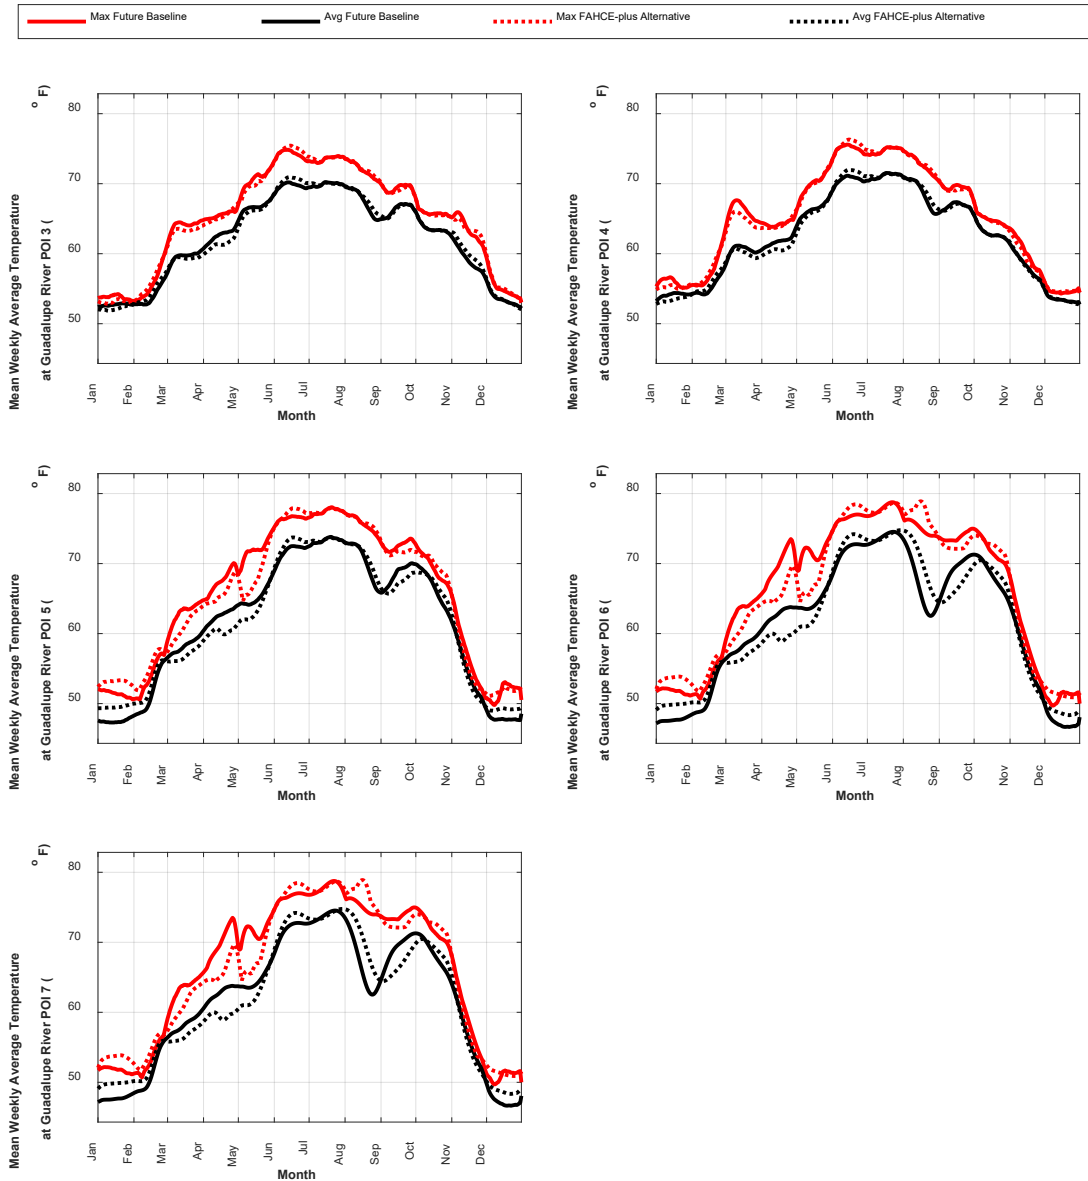 Max Future Baseline
Avg Future Baseline
Max FAHCE-plus Alternative
Avg FAHCE-plus Alternative
Mean Weekly Average Temperature
at Guadalupe River POI 3 (
o F)
80
70
60
50
Jan
Feb
Mar
Apr
May
Jun
Jul
Aug
Sep
Oct
Nov
Dec
Month
Mean Weekly Average Temperature
at Guadalupe River POI 4 (
o F)
80
70
60
50
Jan
Feb
Mar
Apr
May
Jun
Jul
Aug
Sep
Oct
Nov
Dec
Month
Mean Weekly Average Temperature
at Guadalupe River POI 5 (
o F)
80
70
60
50
Jan
Feb
Mar
Apr
May
Jun
Jul
Aug
Sep
Oct
Nov
Dec
Month
Mean Weekly Average Temperature
at Guadalupe River POI 6 (
o F)
80
70
60
50
Jan
Feb
Mar
Apr
May
Jun
Jul
Aug
Sep
Oct
Nov
Dec
Month
Mean Weekly Average Temperature
at Guadalupe River POI 7 (
o F)
80
70
60
50
Jan
Feb
Mar
Apr
May
Jun
Jul
Aug
Sep
Oct
Nov
Dec
Month